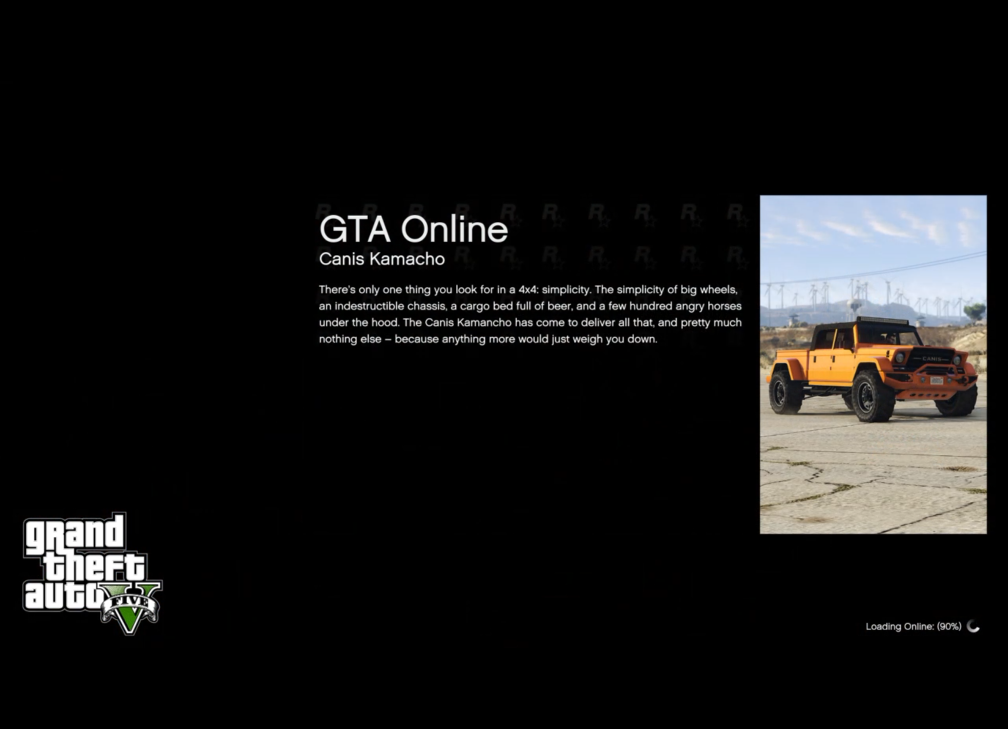 GTA Online
Canis Kamacho
There's only one thing you look for in a 4x4: simplicity. The simplicity of big wheels,
an indestructible chassis, a cargo bed full of beer, and a few hundred angry horses
under the hood. The Canis Kamancho has come to deliver all that, and pretty much
nothing else – because anything more would just weigh you down.
CANIS
grand
theft
auto
FIVE
Loading Online: (90%)